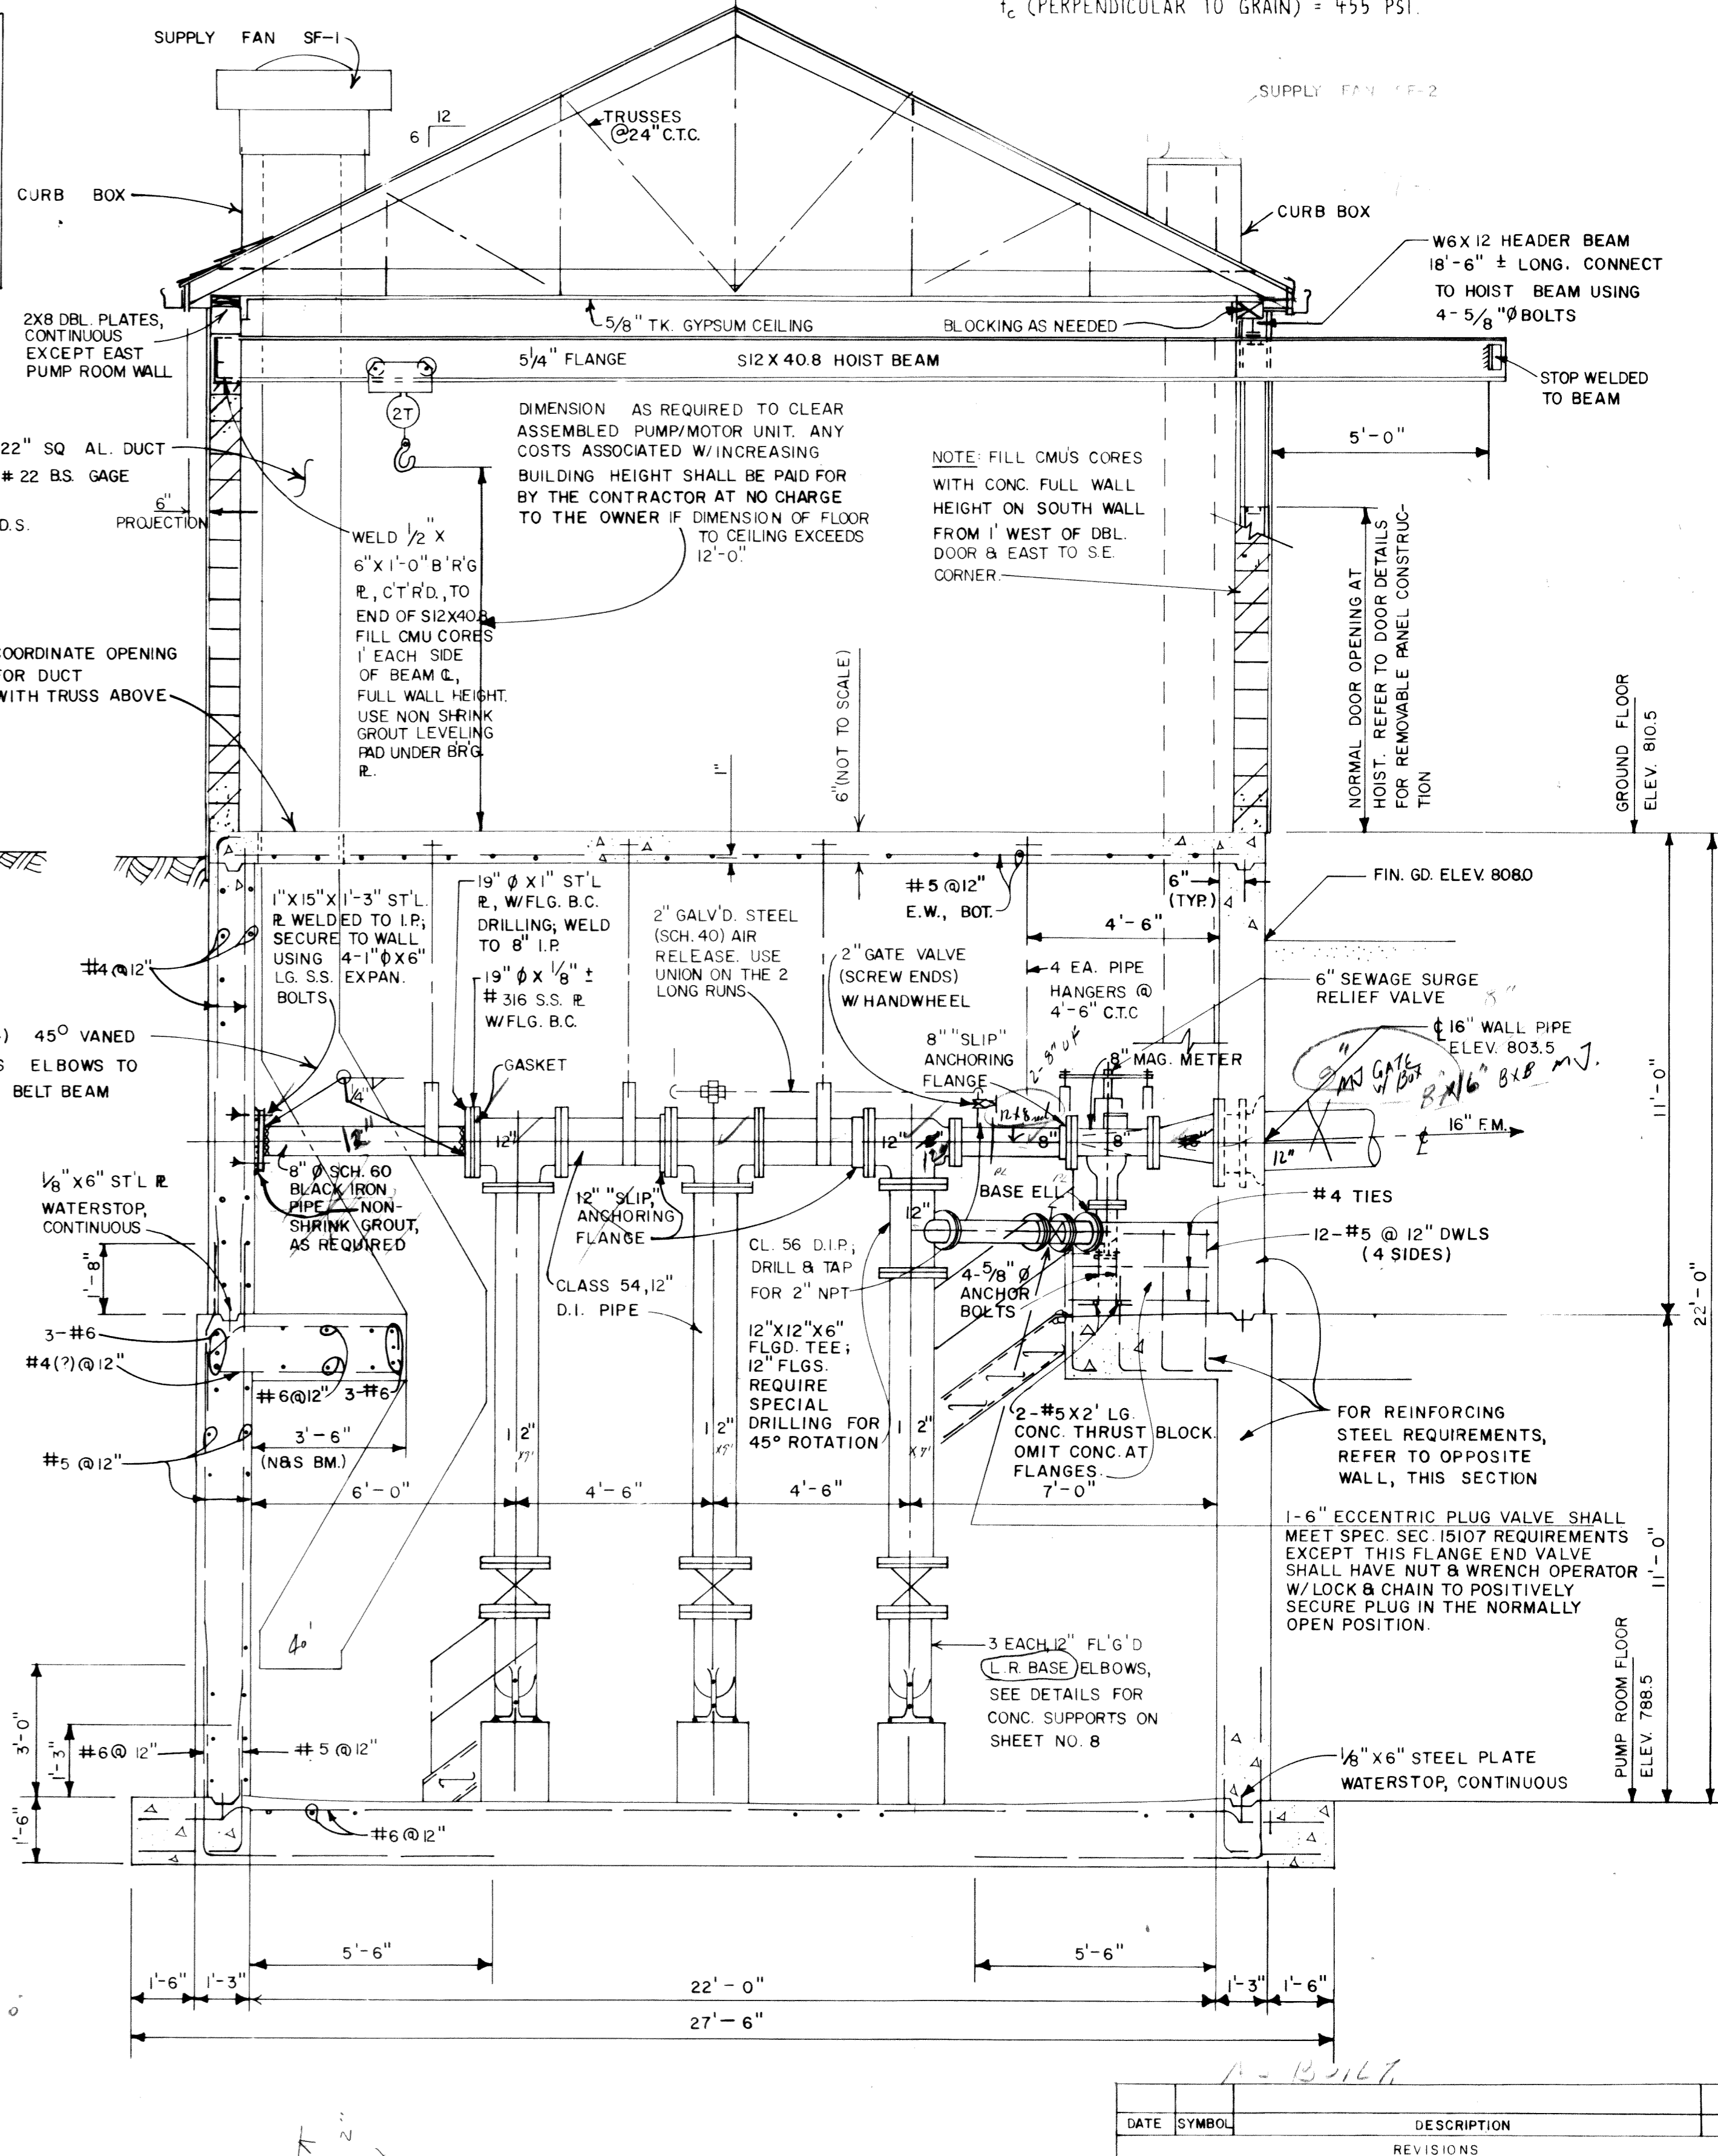 f_c (PERPENDICULAR TO GRAIN) = 455 PSI.
SUPPLY FAN SF-1
SUPPLY FAN SF-2
12
6
TRUSSES
@24" C.T.C.
CURB BOX
CURB BOX
W6X12 HEADER BEAM
18'-6" ± LONG. CONNECT
TO HOIST BEAM USING
4-5/8"Ø BOLTS
2X8 DBL. PLATES,
CONTINUOUS
EXCEPT EAST
PUMP ROOM WALL
5/8" TK. GYPSUM CEILING
BLOCKING AS NEEDED
5 1/4" FLANGE
S12 X 40.8 HOIST BEAM
STOP WELDED
TO BEAM
2T
5'-0"
DIMENSION AS REQUIRED TO CLEAR
ASSEMBLED PUMP/MOTOR UNIT. ANY
COSTS ASSOCIATED W/INCREASING
BUILDING HEIGHT SHALL BE PAID FOR
BY THE CONTRACTOR AT NO CHARGE
TO THE OWNER IF DIMENSION OF FLOOR
TO CEILING EXCEEDS
12'-0"
22" SQ AL. DUCT
# 22 B.S. GAGE
D.S.
6"
PROJECTION
NOTE: FILL CMU'S CORES
WITH CONC. FULL WALL
HEIGHT ON SOUTH WALL
FROM 1' WEST OF DBL.
DOOR & EAST TO S.E.
CORNER.
WELD 1/2" X
6"X 1'-0" B'R'G
PL, C'T'R'D., TO
END OF S12X40.8
FILL CMU CORES
1' EACH SIDE
OF BEAM CL,
FULL WALL HEIGHT.
USE NON SHRINK
GROUT LEVELING
PAD UNDER BR'G
PL.
NORMAL DOOR OPENING AT
HOIST. REFER TO DOOR DETAILS
FOR REMOVABLE PANEL CONSTRUC-
TION
COORDINATE OPENING
FOR DUCT
WITH TRUSS ABOVE
1"
6"(NOT TO SCALE)
GROUND FLOOR
ELEV. 810.5
1"X15"X1'-3" ST'L.
PL WELDED TO I.P.;
SECURE TO WALL
USING 4-1"ØX6"
LG. S.S. EXPAN.
BOLTS
19" Ø X 1" ST'L
PL, W/FLG. B.C.
DRILLING; WELD
TO 8" I.P.
19" Ø X 1/8" ±
# 316 S.S. PL
W/FLG. B.C.
GASKET
2" GALV'D. STEEL
(SCH. 40) AIR
RELEASE. USE
UNION ON THE 2
LONG RUNS
#5 @12"
E.W., BOT.
6"
(TYP.)
4'-6"
FIN. GD. ELEV. 808.0
2" GATE VALVE
(SCREW ENDS)
W/ HANDWHEEL
4 EA. PIPE
HANGERS @
4'-6" C.T.C
6" SEWAGE SURGE
RELIEF VALVE
8"
#4 @ 12"
45° VANED
ELBOWS TO
BELT BEAM
8" "SLIP"
ANCHORING
FLANGE
8" MAG. METER
CL 16" WALL PIPE
ELEV. 803.5
MJ GATE
W/ BOX
8x16" BXB MJ.
11'-0"
1/4"
12"
12"
12"
12"
8"
8"
12"
CL 16" F.M.
1/8" X6" ST'L PL
WATERSTOP,
CONTINUOUS
8" Ø SCH. 60
BLACK IRON
PIPE NON-
SHRINK GROUT,
AS REQUIRED
12" "SLIP,"
ANCHORING
FLANGE
BASE ELL
12"
#4 TIES
12-#5 @ 12" DWLS
(4 SIDES)
1'-8"
CLASS 54, 12"
D.I. PIPE
CL. 56 D.I.P.;
DRILL & TAP
FOR 2" NPT
4-5/8" Ø
ANCHOR
BOLTS
22'-0"
3-#6
#4(?)@12"
#6@12"
3-#6
12"X12"X6"
FLGD. TEE;
12" FLGS.
REQUIRE
SPECIAL
DRILLING FOR
45° ROTATION
#5 @12"
3'-6"
(N&S BM.)
12"
12"
12"
2-#5X2' LG.
CONC. THRUST BLOCK.
OMIT CONC. AT
FLANGES.
FOR REINFORCING
STEEL REQUIREMENTS,
REFER TO OPPOSITE
WALL, THIS SECTION
6'-0"
4'-6"
4'-6"
7'-0"
1-6" ECCENTRIC PLUG VALVE SHALL
MEET SPEC. SEC. 15107 REQUIREMENTS
EXCEPT THIS FLANGE END VALVE
SHALL HAVE NUT & WRENCH OPERATOR
W/LOCK & CHAIN TO POSITIVELY
SECURE PLUG IN THE NORMALLY
OPEN POSITION.
11'-0"
40'
3 EACH, 12" FL'G'D
L.R. BASE ELBOWS,
SEE DETAILS FOR
CONC. SUPPORTS ON
SHEET NO. 8
PUMP ROOM FLOOR
ELEV. 788.5
3'-0"
1'-3"
#6@ 12"
#5 @12"
1/8" X6" STEEL PLATE
WATERSTOP, CONTINUOUS
1'-6"
#6@12"
5'-6"
5'-6"
1'-6"
1'-3"
22'-0"
1'-3"
1'-6"
27'-6"
AS BUILT
DATE
SYMBOL
DESCRIPTION
REVISIONS